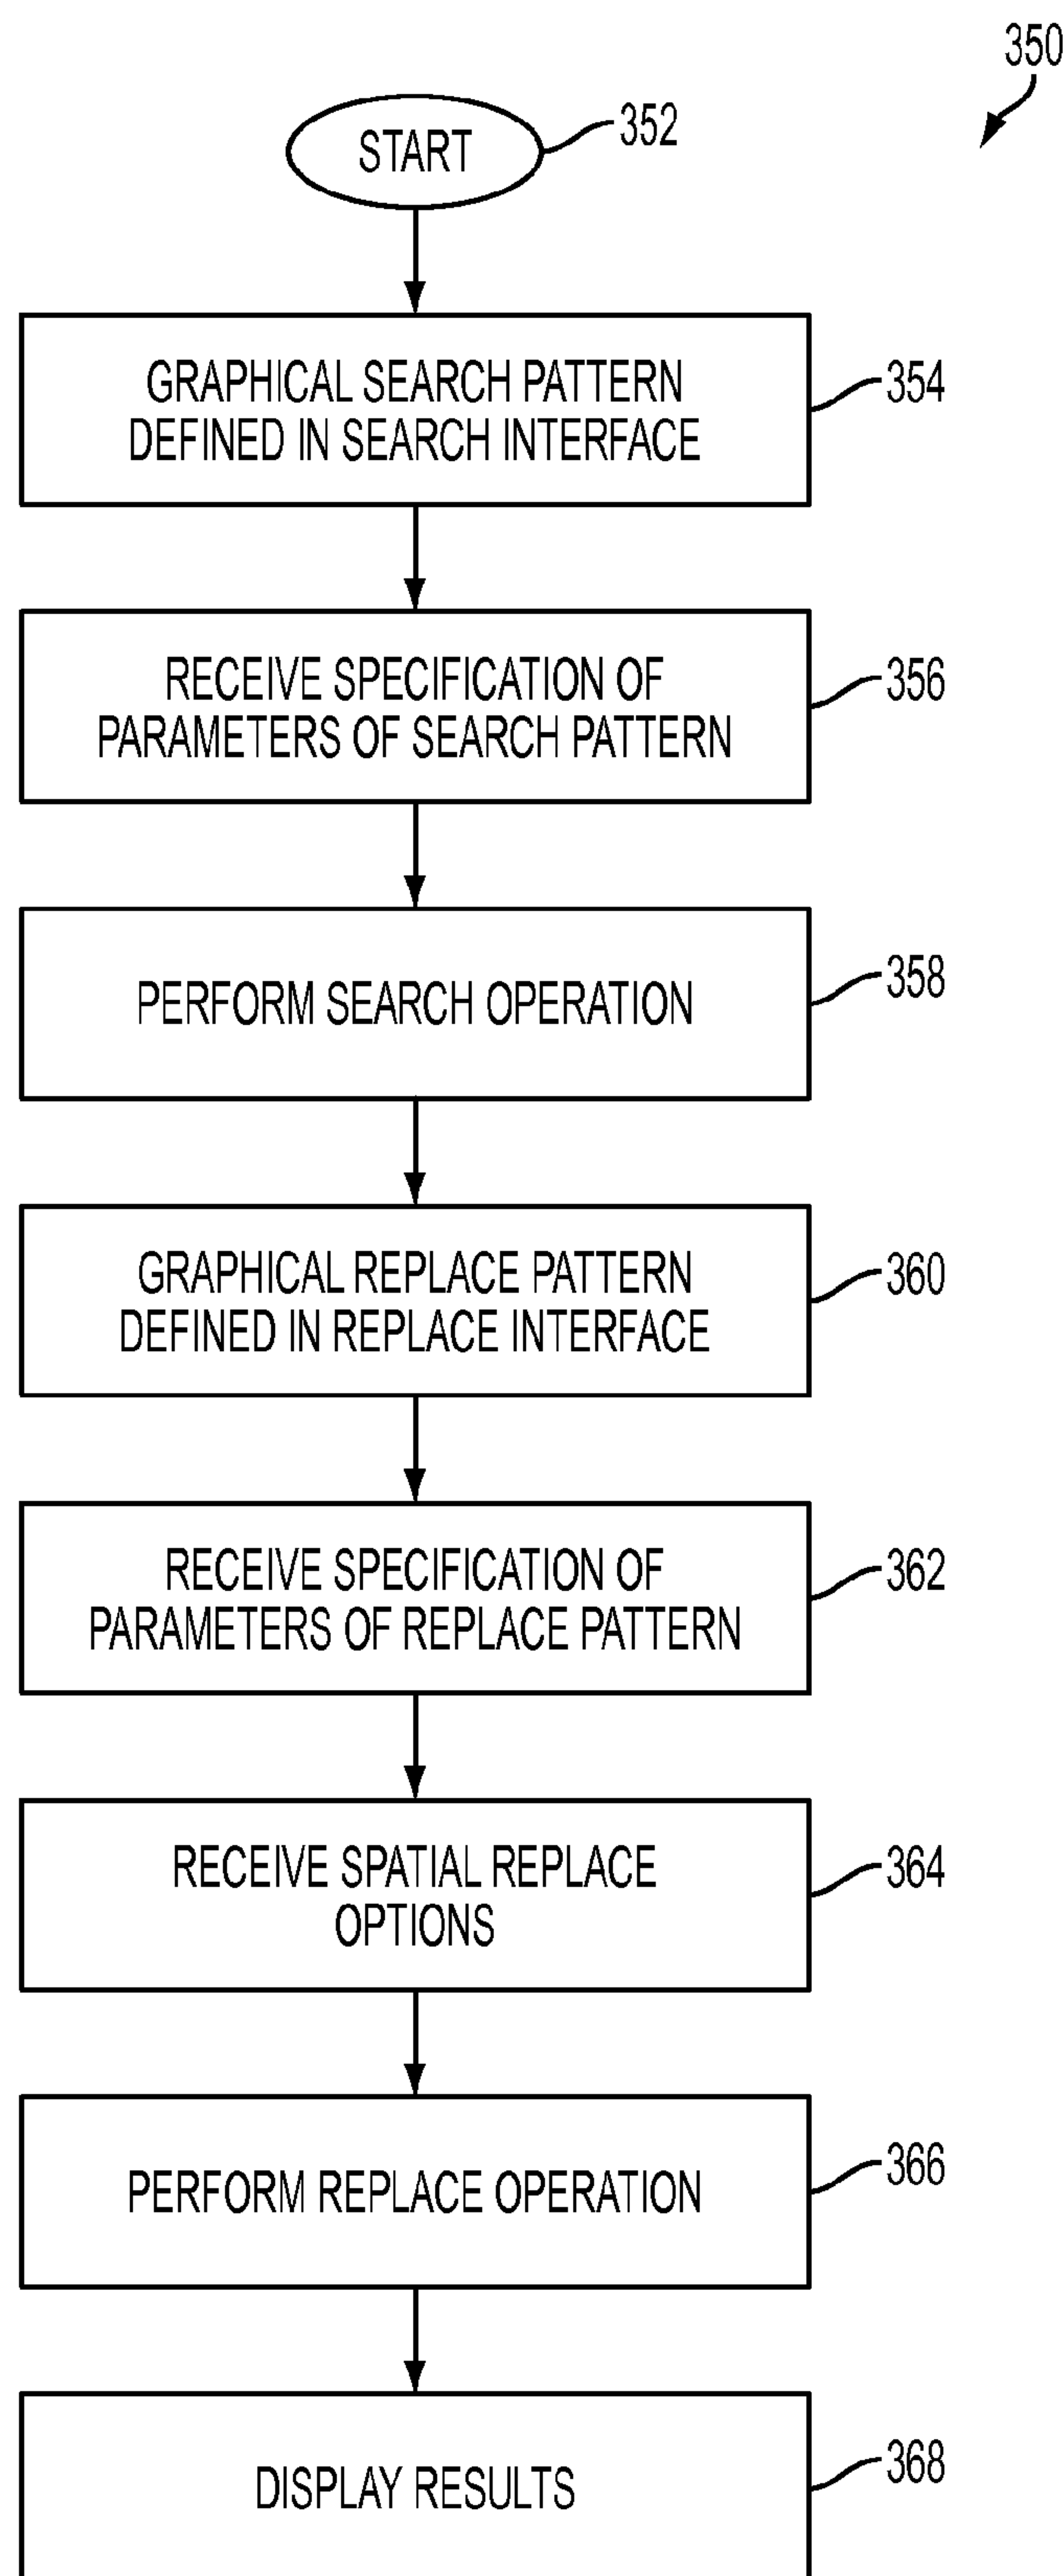 350
START
352
GRAPHICAL SEARCH PATTERN
DEFINED IN SEARCH INTERFACE
354
RECEIVE SPECIFICATION OF
PARAMETERS OF SEARCH PATTERN
356
PERFORM SEARCH OPERATION
358
GRAPHICAL REPLACE PATTERN
DEFINED IN REPLACE INTERFACE
360
RECEIVE SPECIFICATION OF
PARAMETERS OF REPLACE PATTERN
362
RECEIVE SPATIAL REPLACE
OPTIONS
364
PERFORM REPLACE OPERATION
366
DISPLAY RESULTS
368